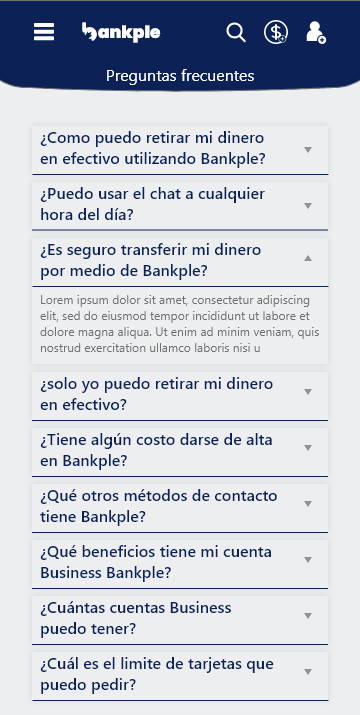 bankple
Preguntas frecuentes
¿Como puedo retirar mi dinero
en efectivo utilizando Bankple?
¿Puedo usar el chat a cualquier
hora del día?
¿Es seguro transferir mi dinero
por medio de Bankple?
Lorem ipsum dolor sit amet, consectetur adipiscing
elit, sed do eiusmod tempor incididunt ut labore et
dolore magna aliqua. Ut enim ad minim veniam, quis
nostrud exercitation ullamco laboris nisi u
¿solo yo puedo retirar mi dinero
en efectivo?
¿Tiene algún costo darse de alta
en Bankple?
¿Qué otros métodos de contacto
tiene Bankple?
¿Qué beneficios tiene mi cuenta
Business Bankple?
¿Cuántas cuentas Business
puedo tener?
¿Cuál es el limite de tarjetas que
puedo pedir?